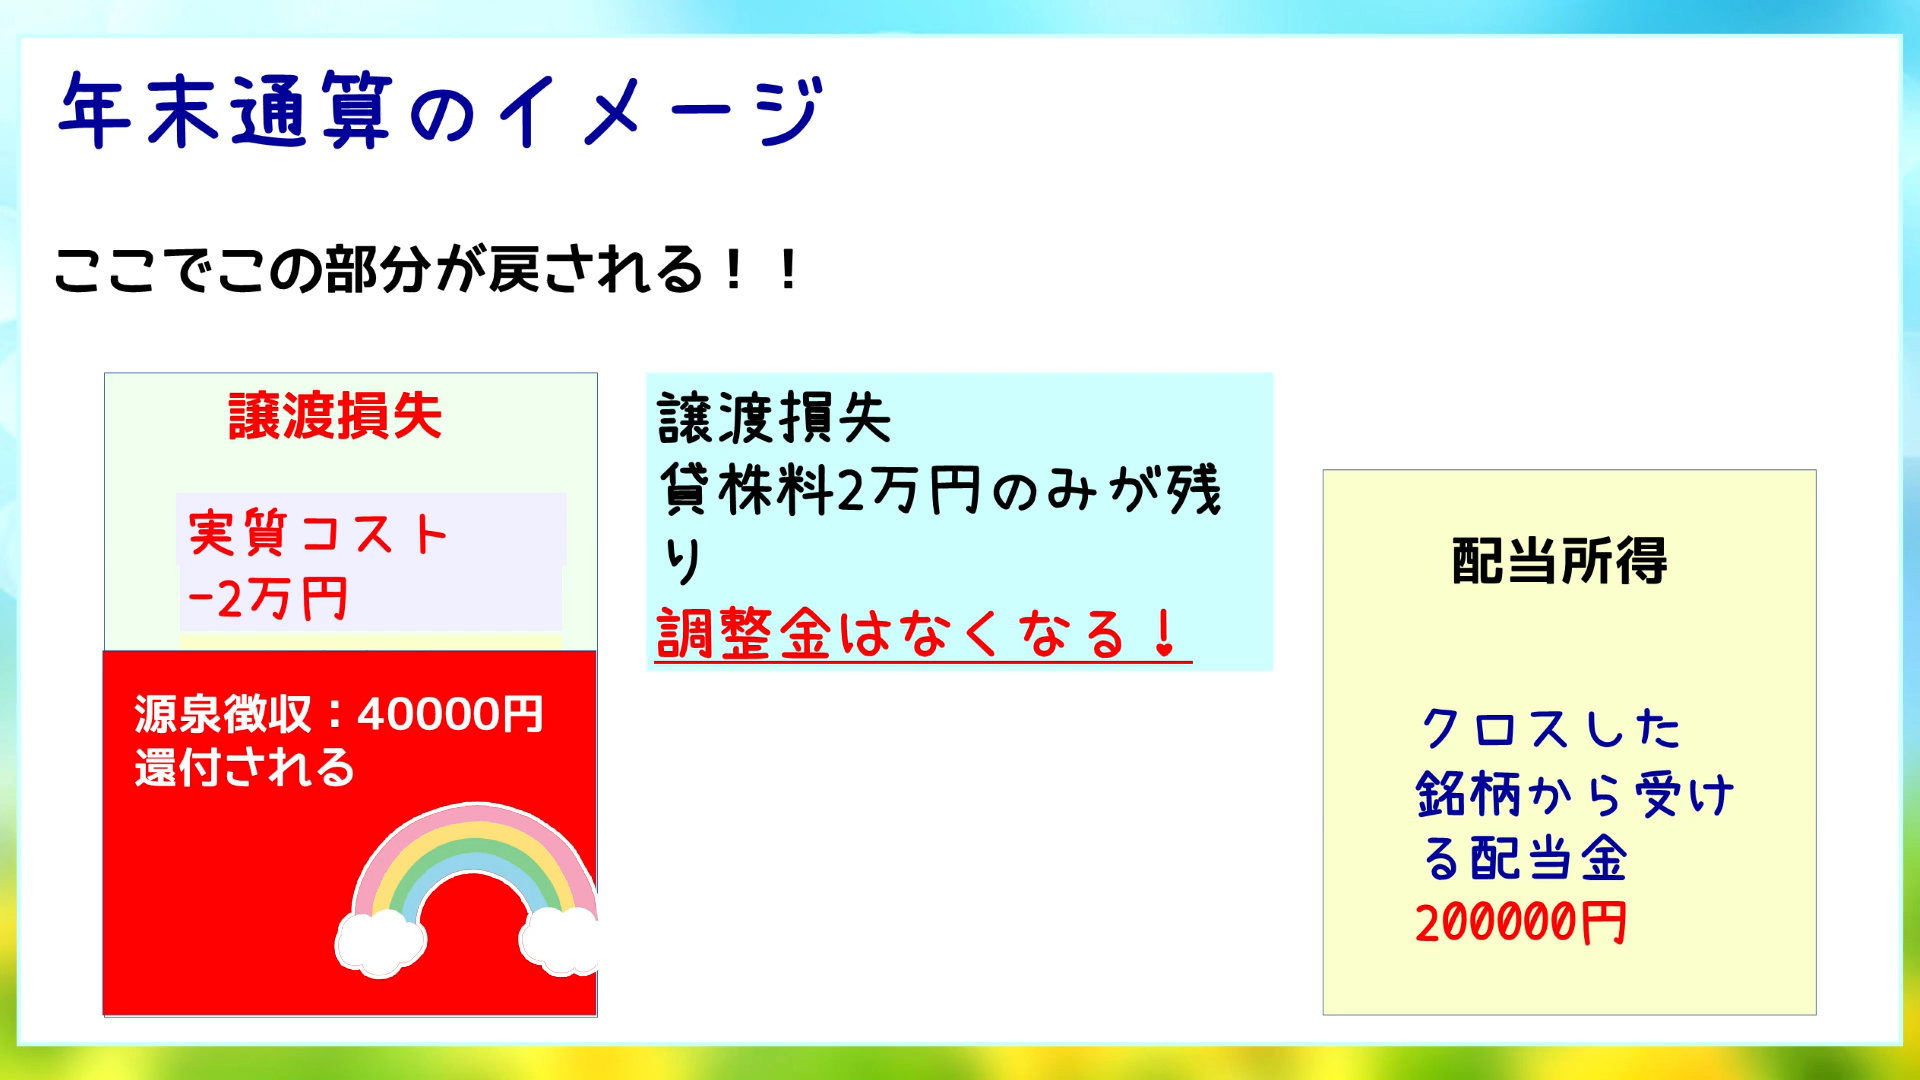 年末通算のイメージ
ここでこの部分が戻される！！
譲渡損失
実質コスト
-2万円
源泉徴収：40000円
還付される
譲渡損失
貸株料2万円のみが残
り
調整金はなくなる！
配当所得
クロスした
銘柄から受け
る配当金
200000円